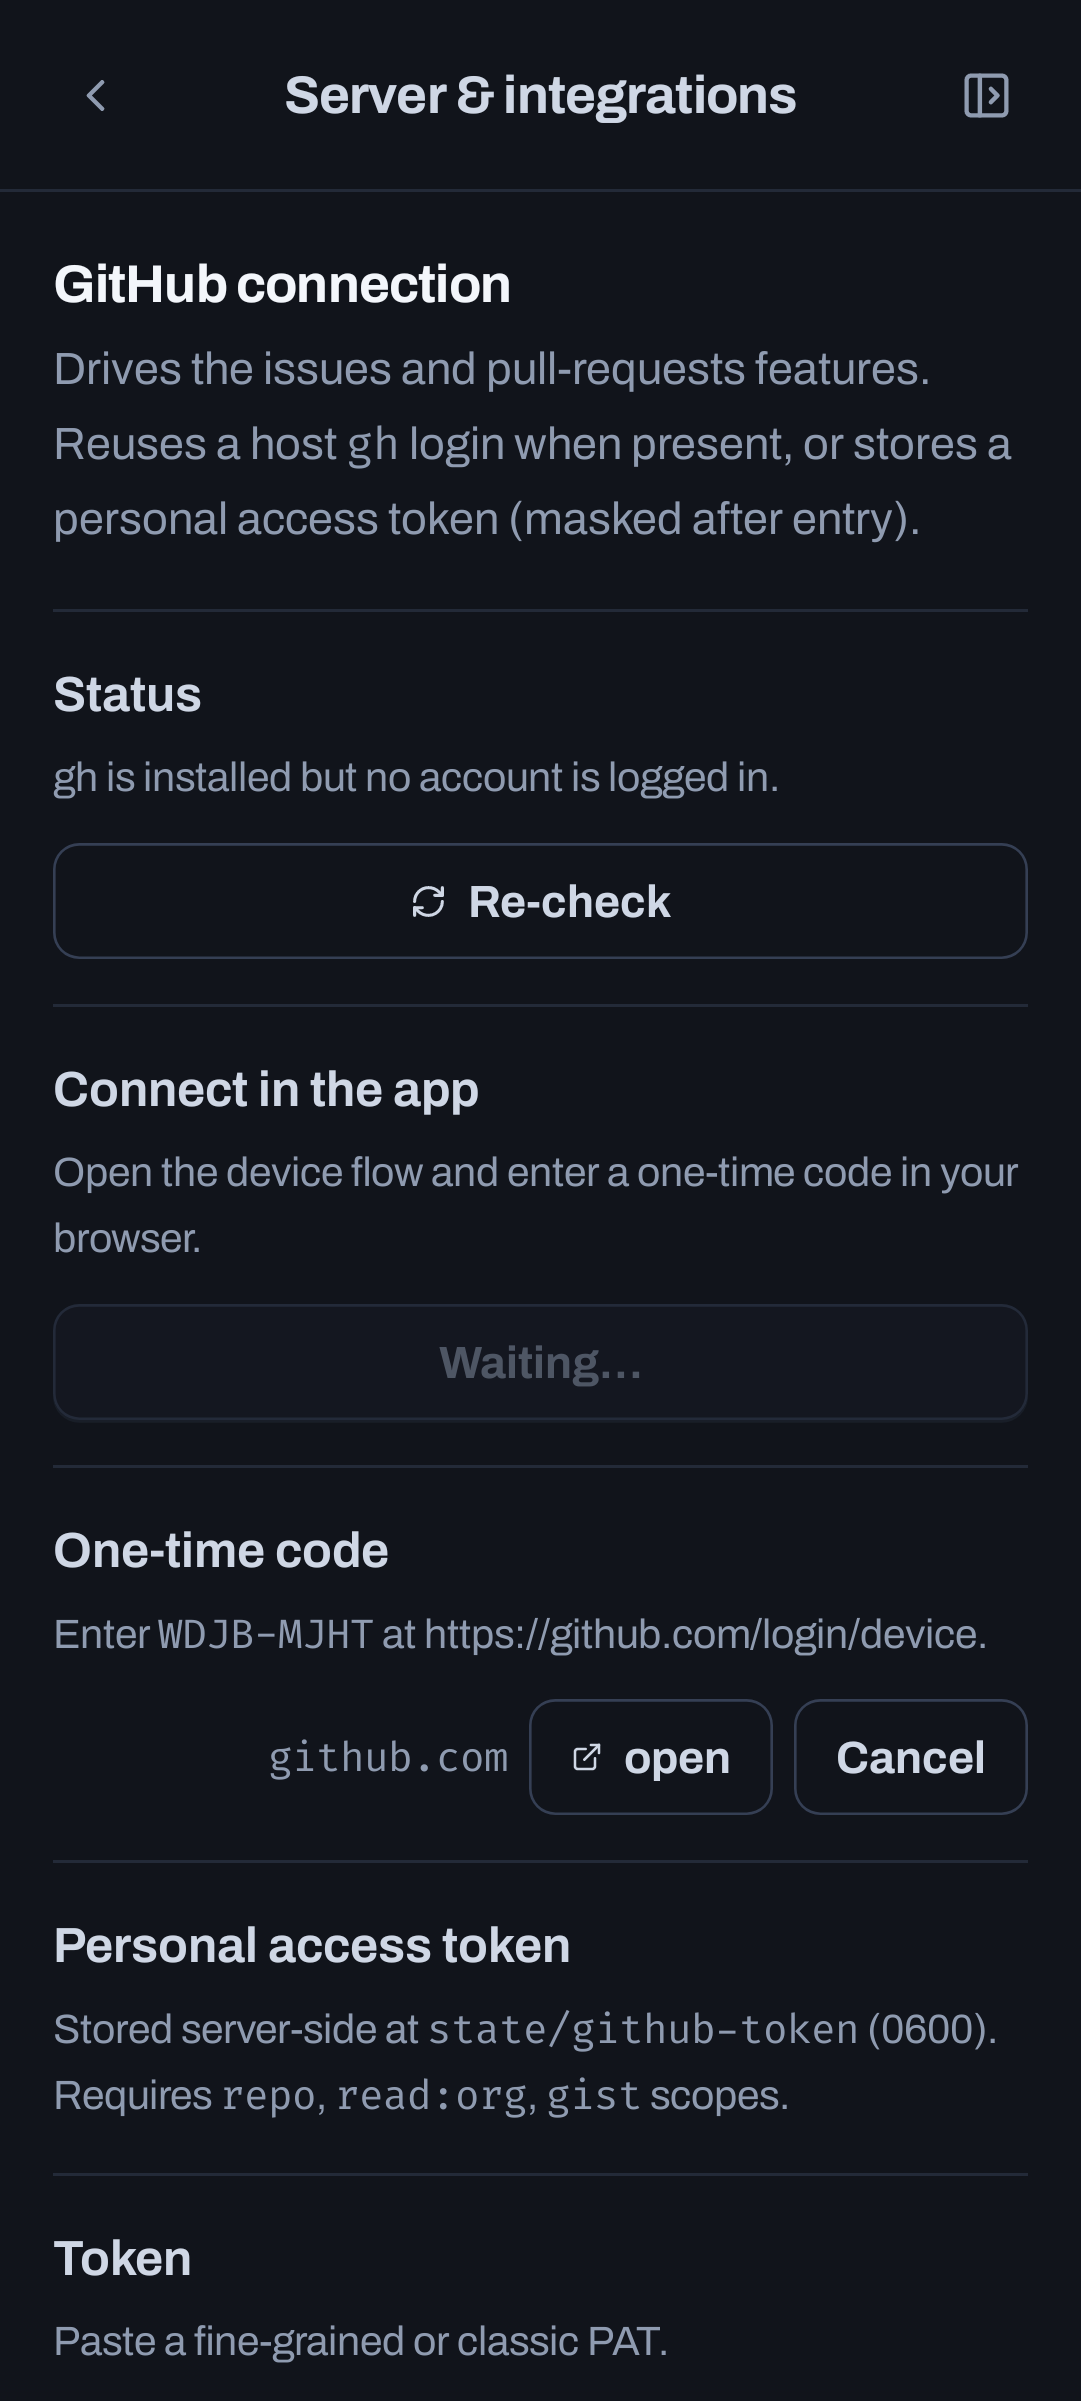 Server & integrations
GitHub connection
Drives the issues and pull-requests features.
Reuses a host gh login when present, or stores a
personal access token (masked after entry).
Status
gh is installed but no account is logged in.
Re-check
Connect in the app
Open the device flow and enter a one-time code in your
browser.
Waiting...
One-time code
Enter WDJB-MJHT at https://github.com/login/device.
github.com open Cancel
Personal access token
Stored server-side at state/github-token (0600).
Requires repo, read:org, gist scopes.
Token
Paste a fine-grained or classic PAT.